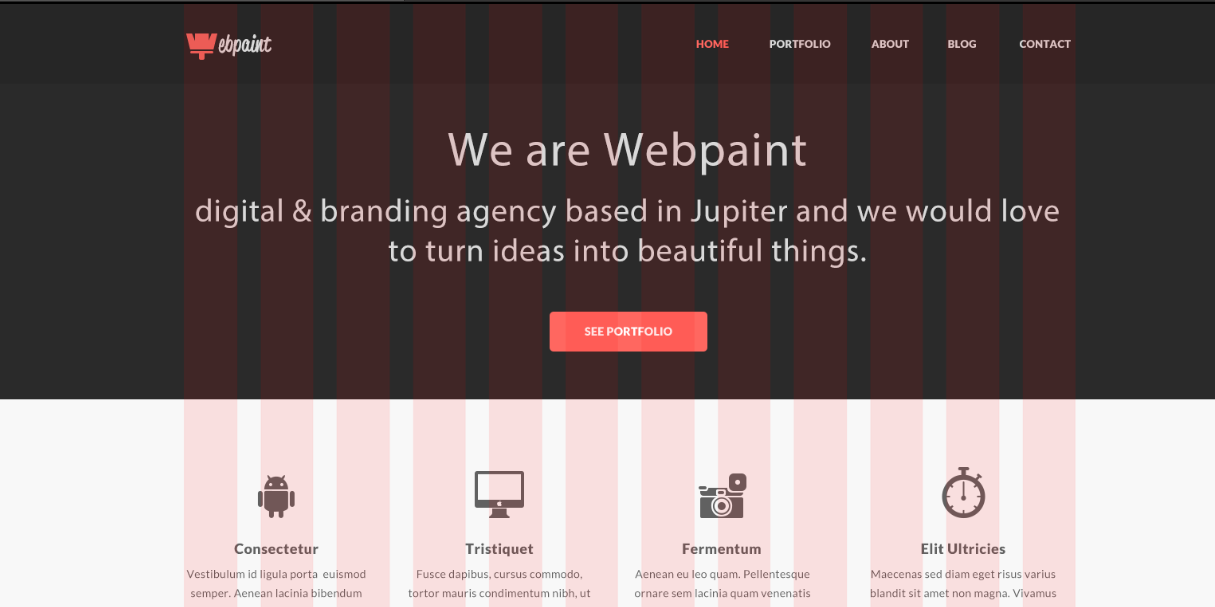 Webpaint
HOME PORTFOLIO ABOUT BLOG CONTACT
We are Webpaint
digital & branding agency based in Jupiter and we would love
to turn ideas into beautiful things.
SEE PORTFOLIO
Consectetur
Vestibulum id ligula porta euismod
semper. Aenean lacinia bibendum
Tristiquet
Fusce dapibus, cursus commodo,
tortor mauris condimentum nibh, ut
Fermentum
Aenean eu leo quam. Pellentesque
ornare sem lacinia quam venenatis
Elit Ultricies
Maecenas sed diam eget risus varius
blandit sit amet non magna. Vivamus